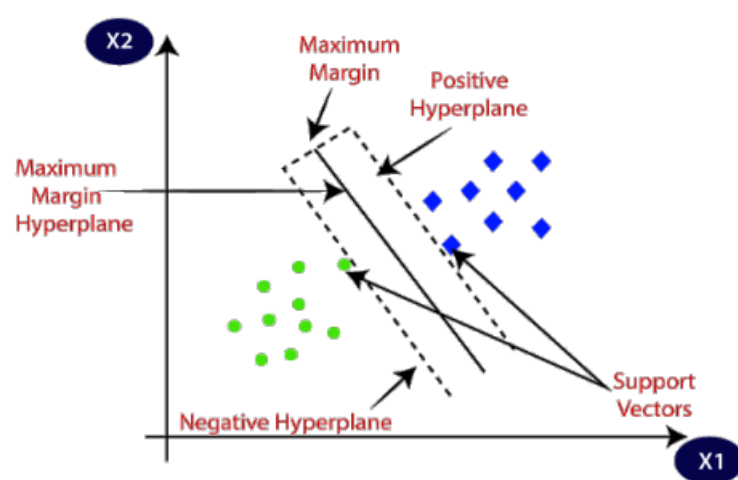 X2
Maximum
Margin
Positive
Hyperplane
Maximum
Margin
Hyperplane
Support
Vectors
Negative Hyperplane
X1